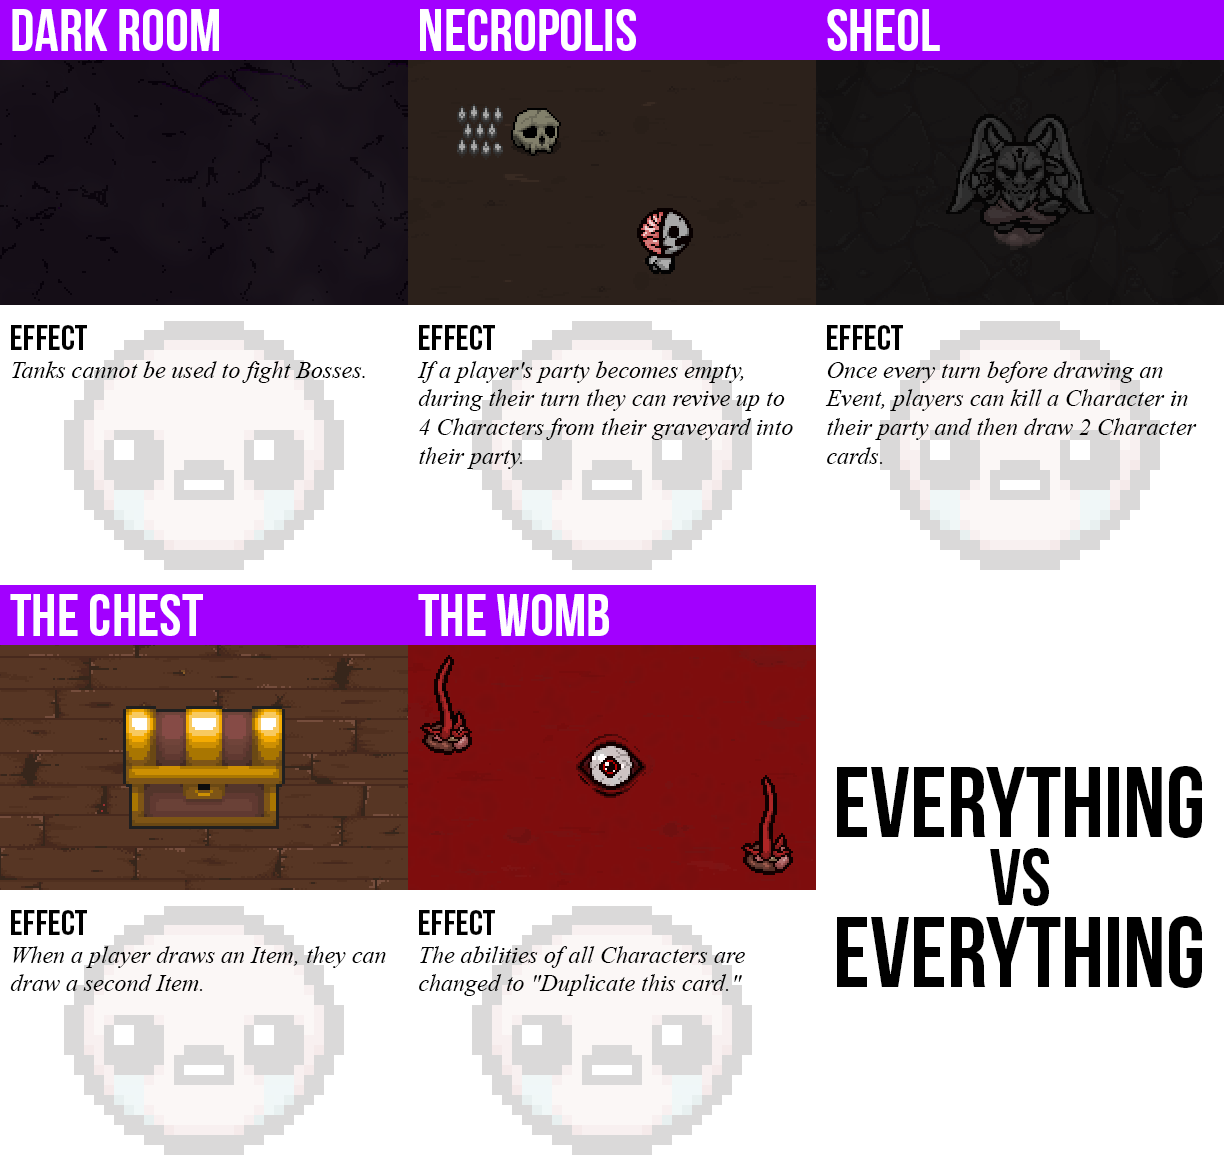 DARK ROOM
EFFECT
Tanks cannot be used to fight Bosses.
NECROPOLIS
EFFECT
If a player's party becomes empty,
during their turn they can revive up to
4 Characters from their graveyard into
their party.
SHEOL
EFFECT
Once every turn before drawing an
Event, players can kill a Character in
their party and then draw 2 Character
cards.
THE CHEST
EFFECT
When a player draws an Item, they can
draw a second Item.
THE WOMB
EFFECT
The abilities of all Characters are
changed to "Duplicate this card."
EVERYTHING
VS
EVERYTHING